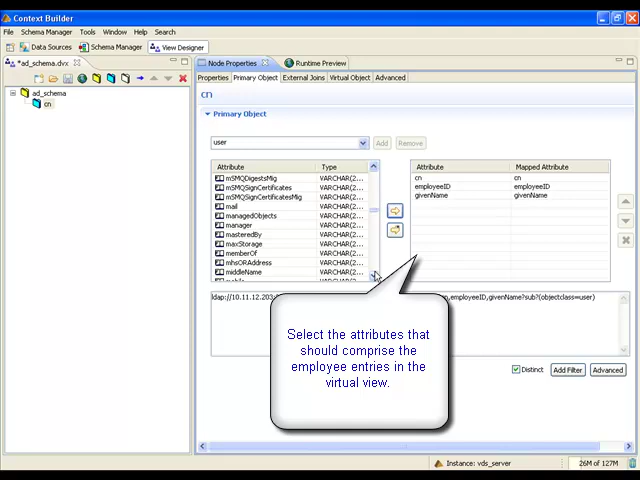 Context Builder
File Schema Manager Tools Window Help Search
Data Sources Schema Manager View Designer
*ad_schema.dvx
ad_schema
cn
Node Properties Runtime Preview
Properties Primary Object External Joins Virtual Object Advanced
cn
Primary Object
user Add Remove
Attribute Type
mSMQDigestsMig VARCHAR(2...
mSMQSignCertificates VARCHAR(2...
mSMQSignCertificatesMig VARCHAR(2...
mail VARCHAR(2...
managedObjects VARCHAR(2...
manager VARCHAR(2...
masteredBy VARCHAR(2...
maxStorage VARCHAR(2...
memberOf VARCHAR(2...
mhsORAddress VARCHAR(2...
middleName VARCHAR(2...
mobile
Attribute Mapped Attribute
cn cn
employeeID employeeID
givenName givenName
ldap://10.11.12.203: n,employeeID,givenName?sub?(objectclass=user)
Select the attributes that
should comprise the
employee entries in the
virtual view.
Distinct Add Filter Advanced
Instance: vds_server 26M of 127M